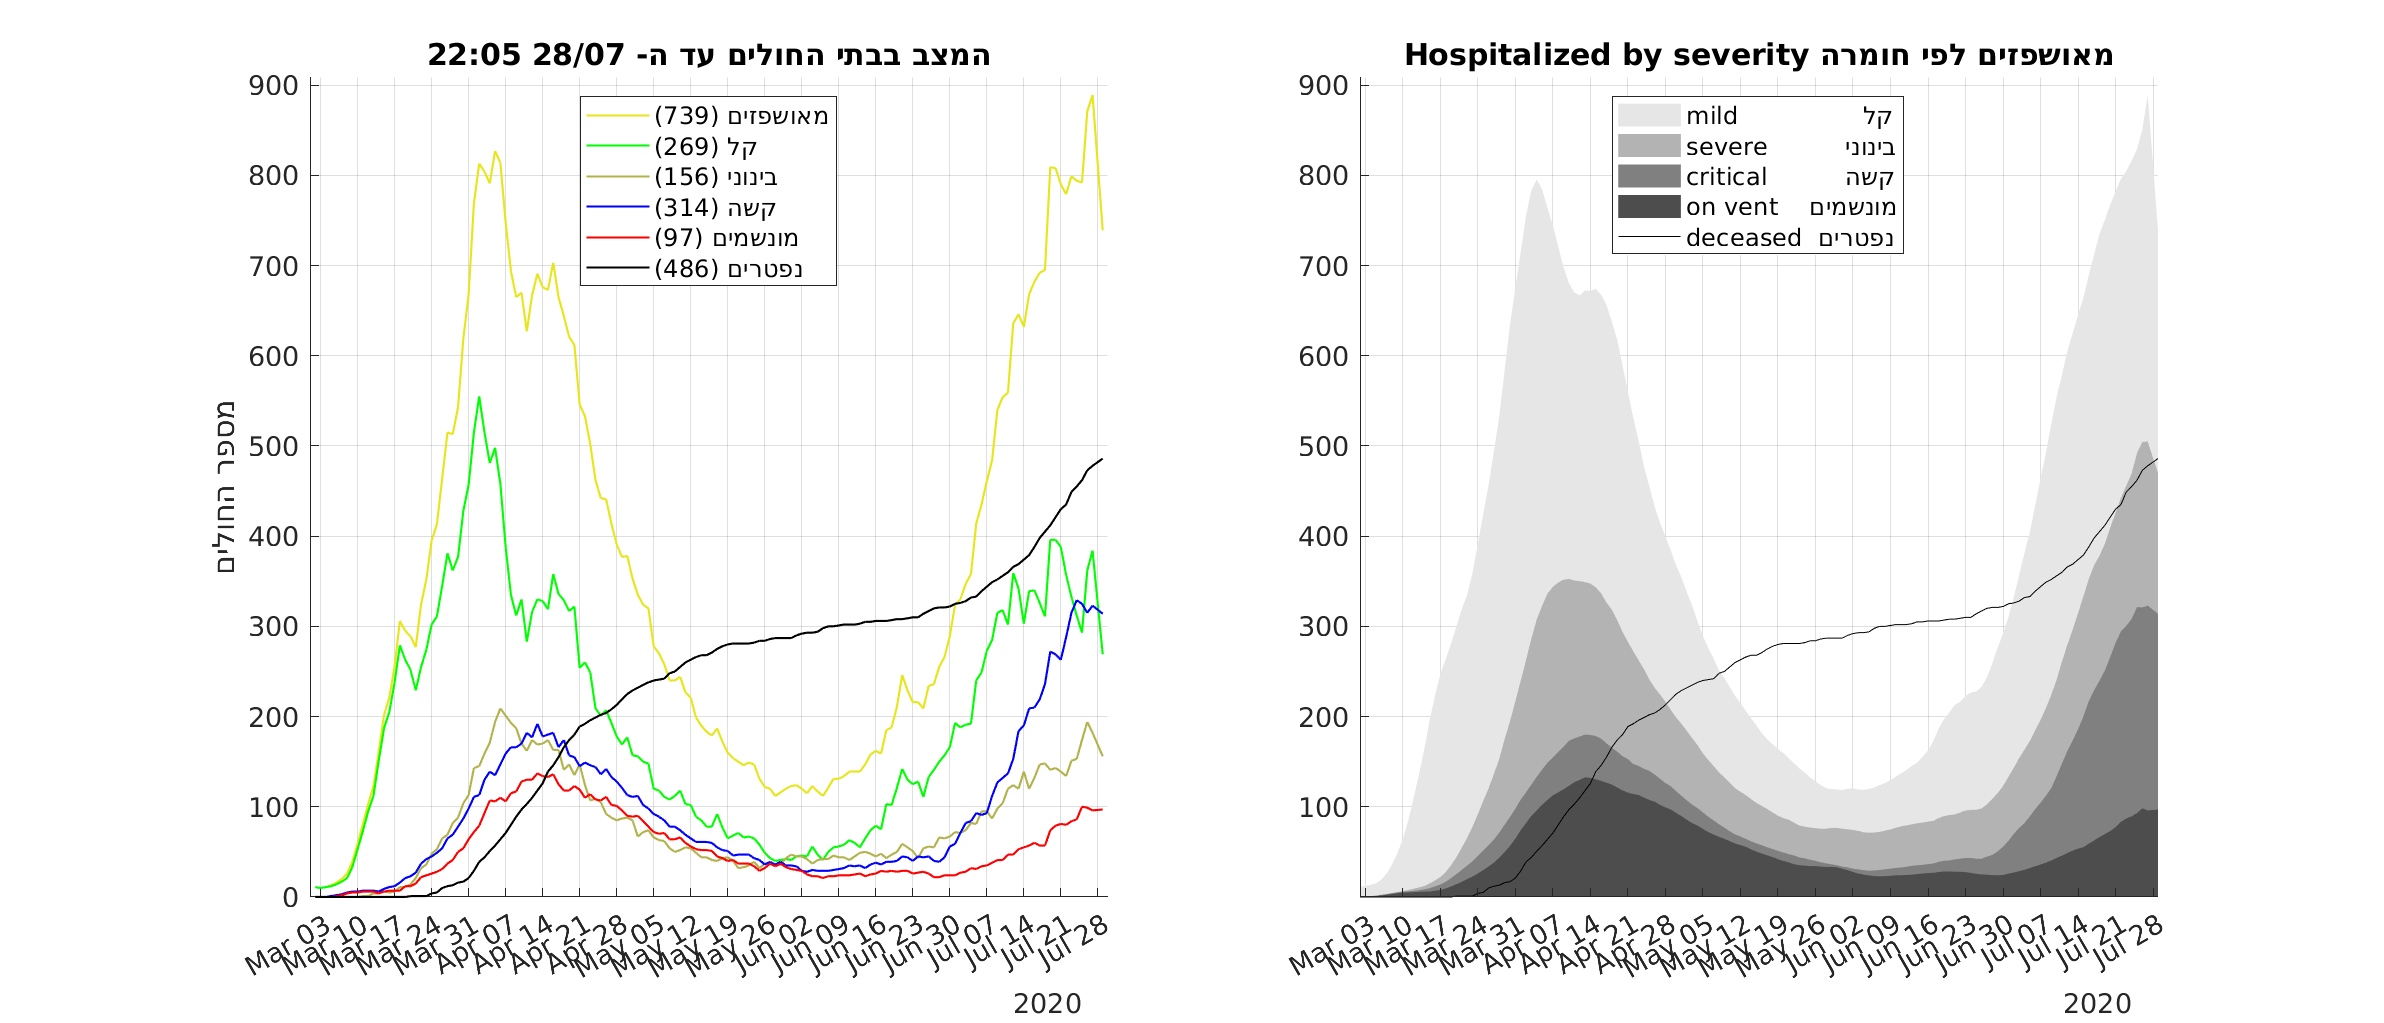 המצב בבתי החולים עד ה- 28/07 22:05
מספר החולים
900
800
700
600
500
400
300
200
100
0
מאושפזים (739)
קל (269)
בינוני (156)
קשה (314)
מונשמים (97)
נפטרים (486)
Mar 03
Mar 10
Mar 17
Mar 24
Mar 31
Apr 07
Apr 14
Apr 21
Apr 28
May 05
May 12
May 19
May 26
Jun 02
Jun 09
Jun 16
Jun 23
Jun 30
Jul 07
Jul 14
Jul 21
Jul 28
2020
Hospitalized by severity מאושפזים לפי חומרה
900
800
700
600
500
400
300
200
100
mild קל
severe בינוני
critical קשה
on vent מונשמים
deceased נפטרים
Mar 03
Mar 10
Mar 17
Mar 24
Mar 31
Apr 07
Apr 14
Apr 21
Apr 28
May 05
May 12
May 19
May 26
Jun 02
Jun 09
Jun 16
Jun 23
Jun 30
Jul 07
Jul 14
Jul 21
Jul 28
2020